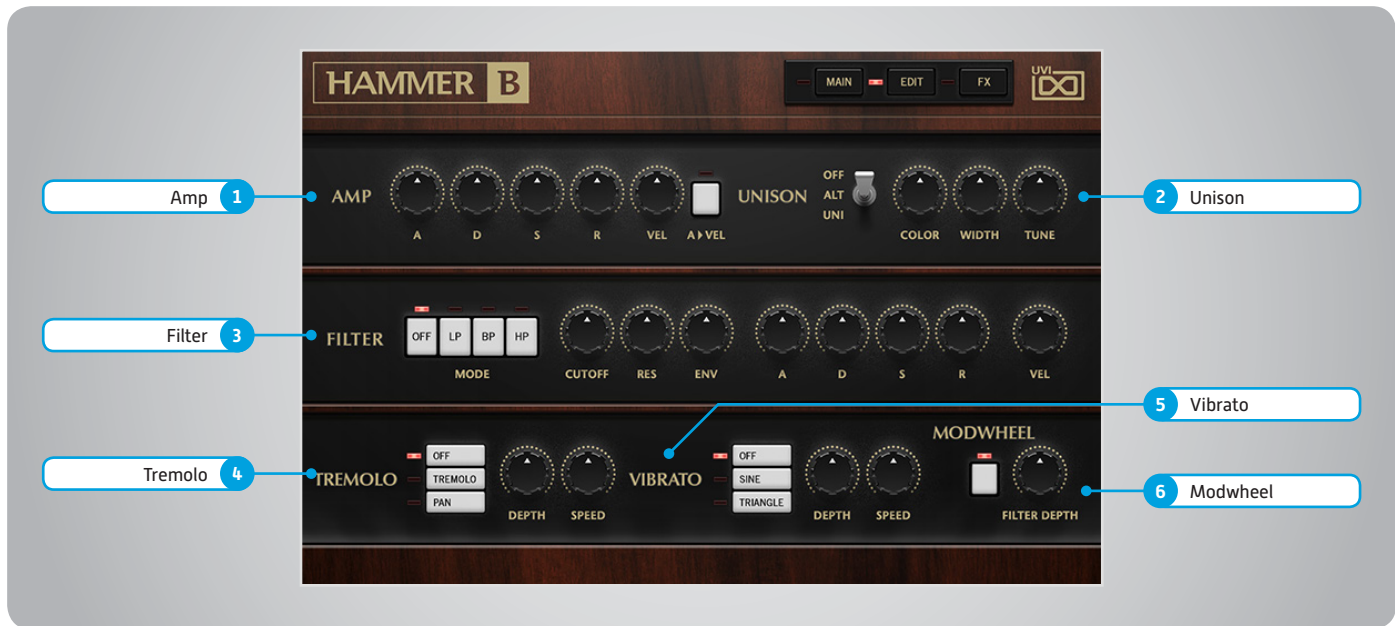 HAMMER B
MAIN EDIT FX
UVI
Amp 1
AMP
A D S R VEL A▶VEL
UNISON
OFF
ALT
UNI
COLOR WIDTH TUNE
2 Unison
Filter 3
FILTER
OFF LP BP HP
MODE
CUTOFF RES ENV A D S R VEL
Tremolo 4
TREMOLO
OFF
TREMOLO
PAN
DEPTH SPEED
5 Vibrato
VIBRATO
OFF
SINE
TRIANGLE
DEPTH SPEED
MODWHEEL
FILTER DEPTH
6 Modwheel